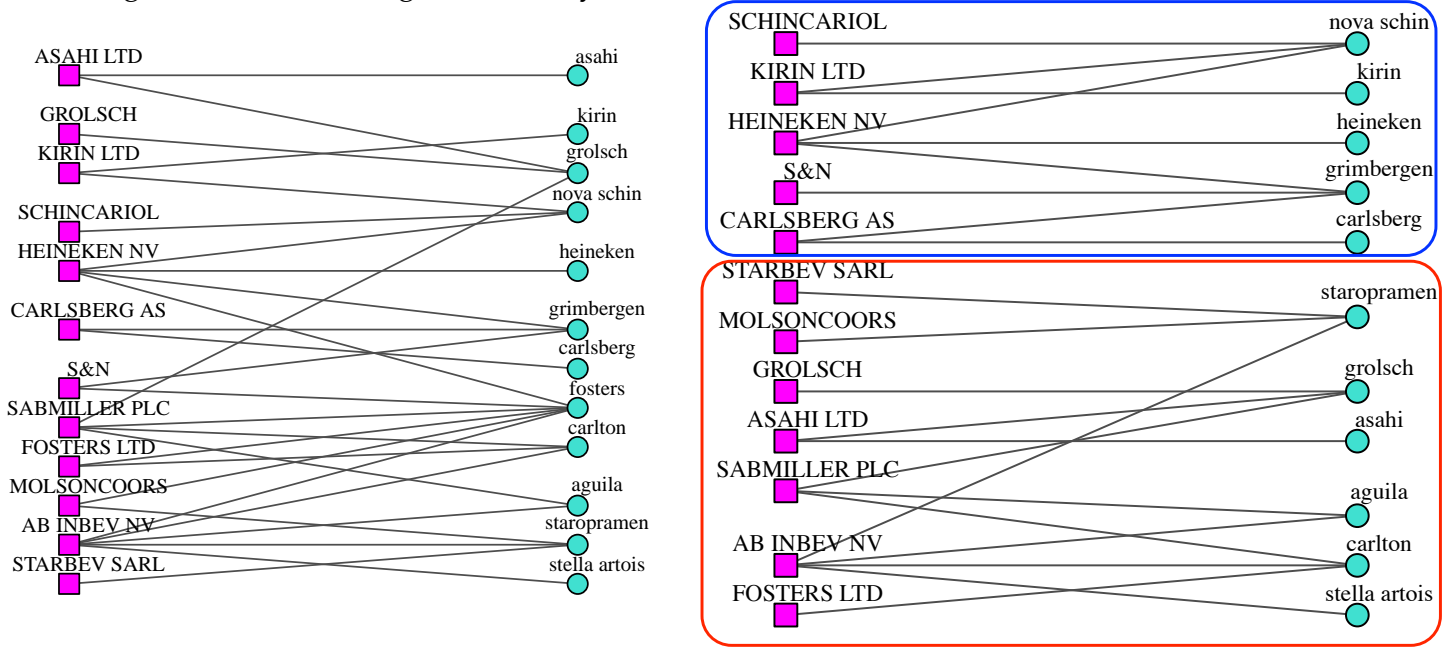 ASAHI LTD
asahi
GROLSCH
kirin
KIRIN LTD
grolsch
nova schin
SCHINCARIOL
HEINEKEN NV
heineken
CARLSBERG AS
grimbergen
carlsberg
S&N
fosters
SABMILLER PLC
carlton
FOSTERS LTD
MOLSONCOORS
aguila
AB INBEV NV
staropramen
STARBEV SARL
stella artois
SCHINCARIOL
nova schin
KIRIN LTD
kirin
HEINEKEN NV
heineken
S&N
grimbergen
CARLSBERG AS
carlsberg
STARBEV SARL
staropramen
MOLSONCOORS
GROLSCH
grolsch
ASAHI LTD
asahi
SABMILLER PLC
aguila
AB INBEV NV
carlton
FOSTERS LTD
stella artois